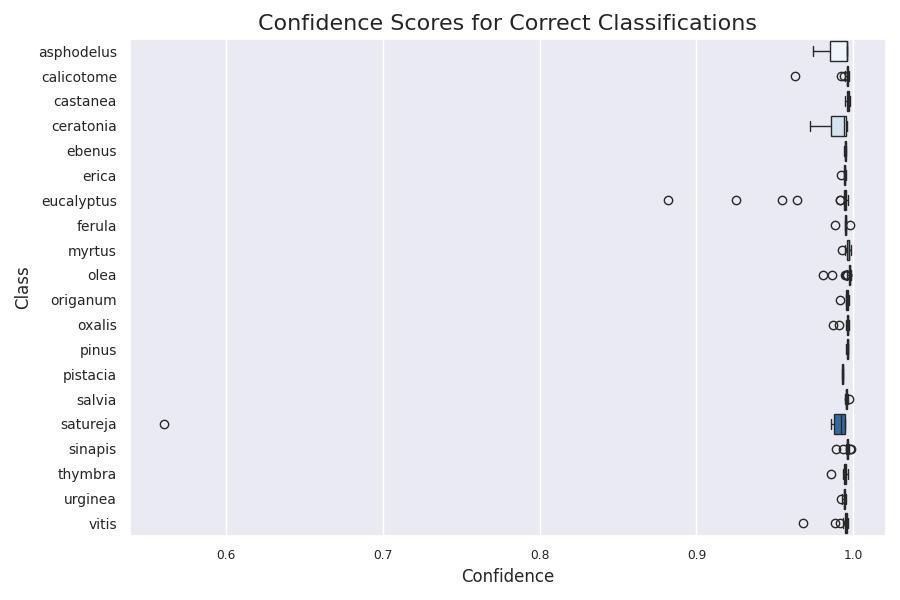 Confidence Scores for Correct Classifications
asphodelus
calicotome
castanea
ceratonia
ebenus
erica
eucalyptus
ferula
myrtus
olea
origanum
oxalis
pinus
pistacia
salvia
satureja
sinapis
thymbra
urginea
vitis
Class
0.6 0.7 0.8 0.9 1.0
Confidence